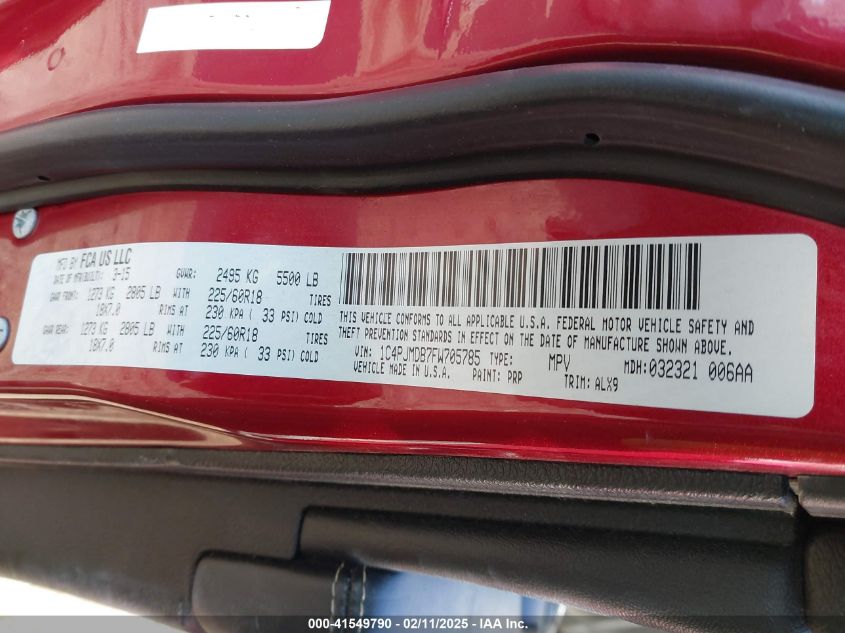 MFD BY FCA US LLC
DATE OF MFR(BUILT: 3-15 GVWR: 2495 KG 5500 LB
GAWR FRONT: 1273 KG 2805 LB WITH 225/60R18 TIRES
18X7.0 RIMS AT 230 KPA ( 33 PSI) COLD
GAWR REAR: 1273 KG 2805 LB WITH 225/60R18 TIRES
18X7.0 RIMS AT 230 KPA ( 33 PSI) COLD
THIS VEHICLE CONFORMS TO ALL APPLICABLE U.S.A. FEDERAL MOTOR VEHICLE SAFETY AND
THEFT PREVENTION STANDARDS IN EFFECT ON THE DATE OF MANUFACTURE SHOWN ABOVE.
VIN: 1C4PJMDB7FW705785 TYPE: MPV MDH:032321 006AA
VEHICLE MADE IN U.S.A. PAINT: PRP TRIM: ALX9
000-41549790 - 02/11/2025 - IAA Inc.